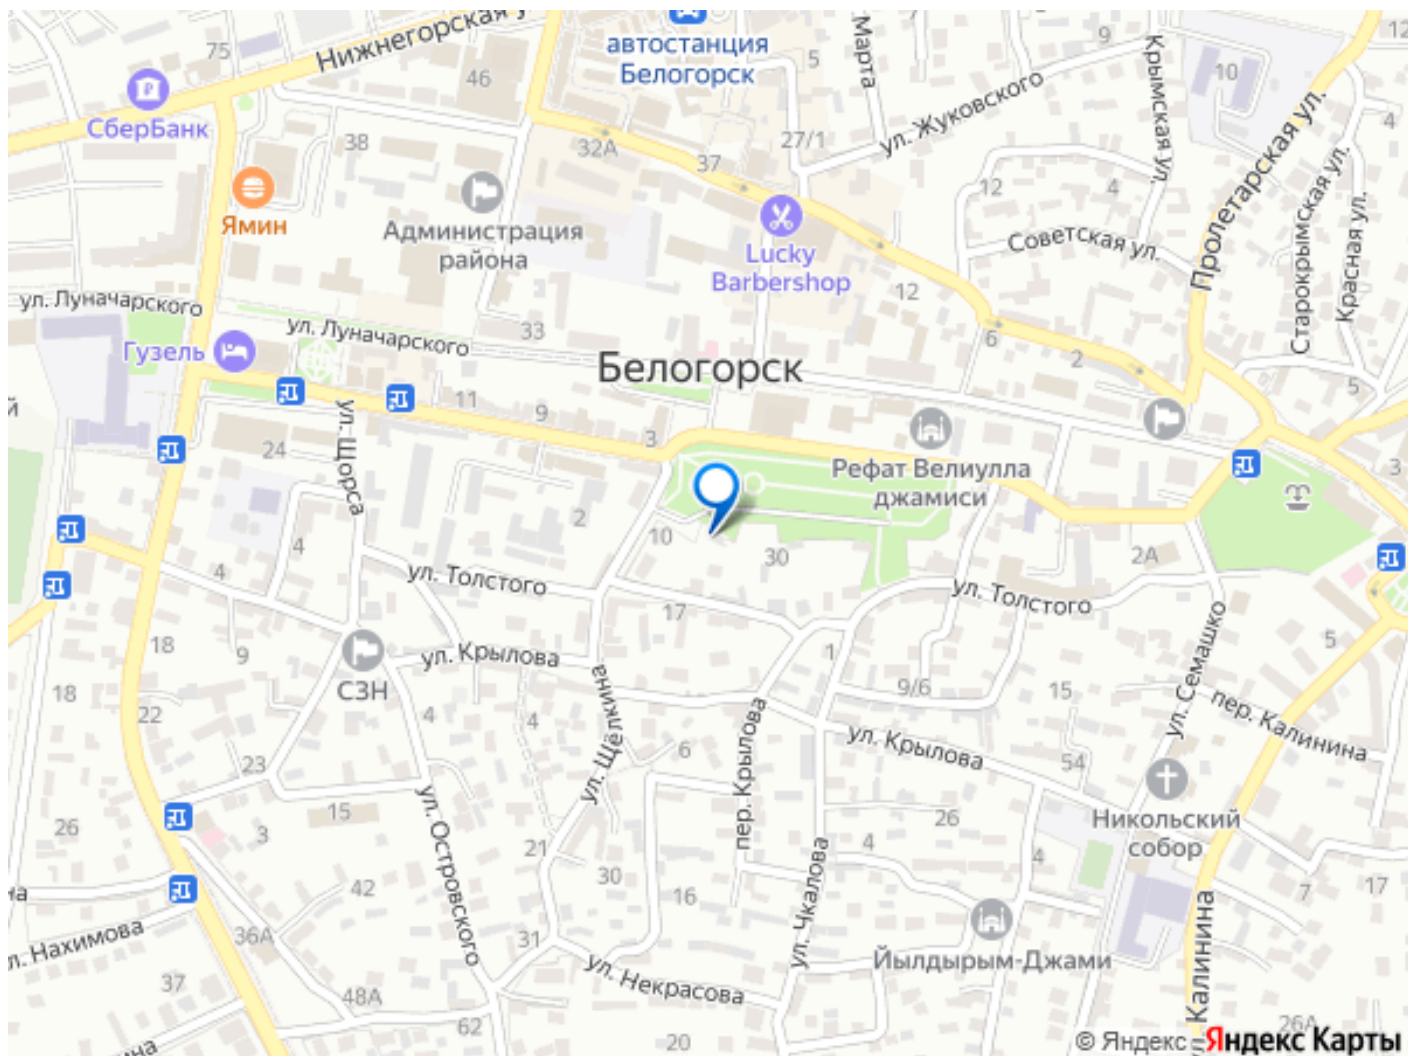 75
Нижнегорская у
46
автостанция
Белогорск
5
Марта
9
Крымская ул.
10
12
СберБанк
38
32А
37
27/1
ул. Жуковского
12
4
Пролетарская ул.
4
Ямин
Администрация
района
Lucky
Barbershop
Советская ул.
Старокрымская ул.
Красная ул.
ул. Луначарского
ул. Луначарского
33
12
6
2
5
Гузель
Белогорск
й
11
9
3
24
ул. Щорса
Рефат Велиулла
джамиси
3
2
10
30
2А
4
4
ул. Толстого
17
ул. Толстого
18
9
ул. Крылова
1
9/6
15
ул. Семашко
5
СЗН
18
22
4
4
ул. Щёлкина
6
пер. Крылова
ул. Крылова
54
пер. Калинина
23
15
3
26
ул. Островского
21
30
16
ул. Чкалова
4
26
4
Никольский
собор
7
17
на
42
36А
л. Нахимова
31
ул. Некрасова
Йылдырым-Джами
Калинина
37
48А
62
20
26А
ина
© Яндекс
Яндекс Карты